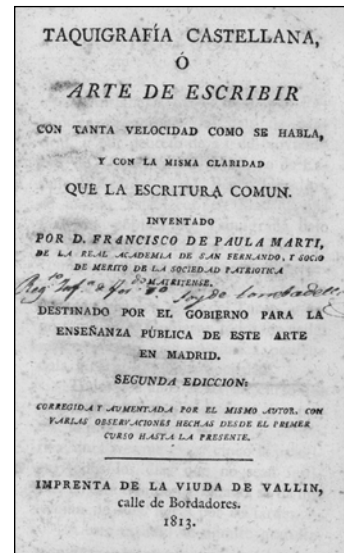 TAQUIGRAFÍA CASTELLANA,
Ó
ARTE DE ESCRIBIR
CON TANTA VELOCIDAD COMO SE HABLA,
Y CON LA MISMA CLARIDAD
QUE LA ESCRITURA COMUN.
INVENTADO
POR D. FRANCISCO DE PAULA MARTI,
DE LA REAL ACADEMIA DE SAN FERNANDO, Y SOCIO
DE MERITO DE LA SOCIEDAD PATRIOTICA
MATRITENSE.
DESTINADO POR EL GOBIERNO PARA LA
ENSEÑANZA PÚBLICA DE ESTE ARTE
EN MADRID.
SEGUNDA EDICCION:
CORREGIDA Y AUMENTADA POR EL MISMO AUTOR, CON
VARIAS OBSERVACIONES HECHAS DESDE EL PRIMER
CURSO HASTA LA PRESENTE.
IMPRENTA DE LA VIUDA DE VALLIN,
calle de Bordadores.
1813.